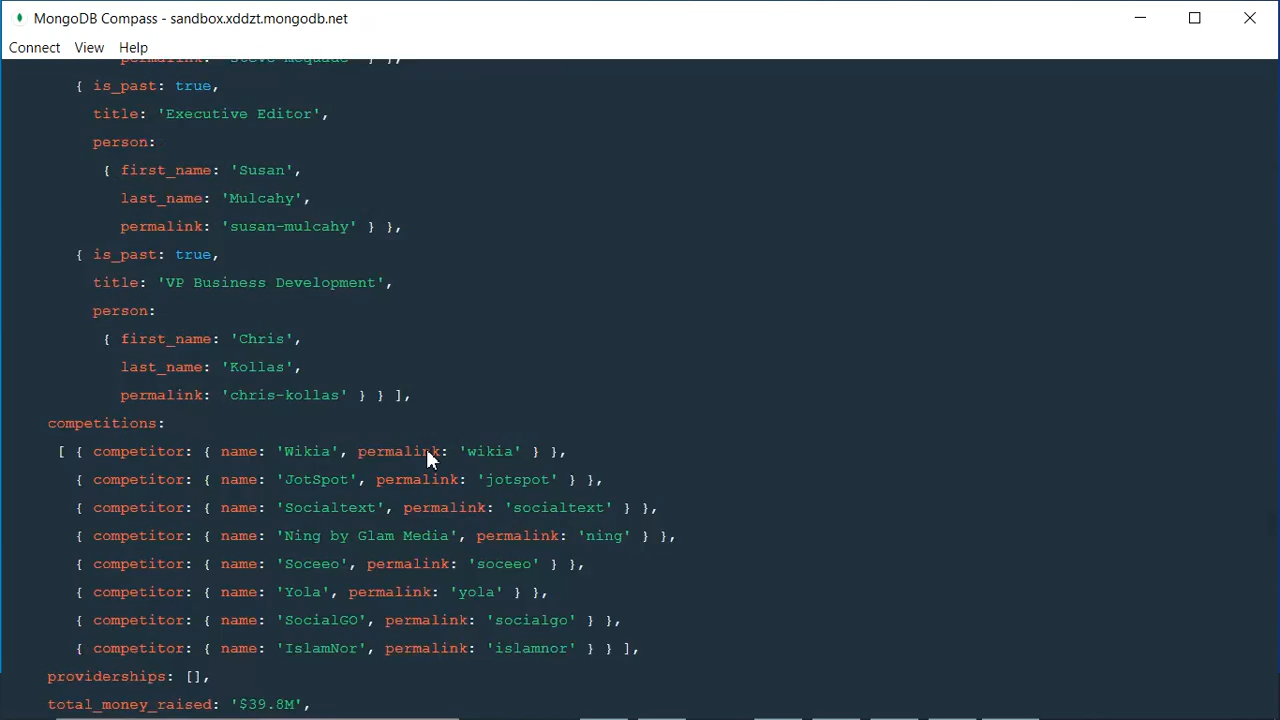 MongoDB Compass - sandbox.xddzt.mongodb.net
Connect View Help
permalink: 'steve-mcquade' } },
{ is_past: true,
title: 'Executive Editor',
person:
{ first_name: 'Susan',
last_name: 'Mulcahy',
permalink: 'susan-mulcahy' } },
{ is_past: true,
title: 'VP Business Development',
person:
{ first_name: 'Chris',
last_name: 'Kollas',
permalink: 'chris-kollas' } } ],
competitions:
[ { competitor: { name: 'Wikia', permalink: 'wikia' } },
{ competitor: { name: 'JotSpot', permalink: 'jotspot' } },
{ competitor: { name: 'Socialtext', permalink: 'socialtext' } },
{ competitor: { name: 'Ning by Glam Media', permalink: 'ning' } },
{ competitor: { name: 'Soceeo', permalink: 'soceeo' } },
{ competitor: { name: 'Yola', permalink: 'yola' } },
{ competitor: { name: 'SocialGO', permalink: 'socialgo' } },
{ competitor: { name: 'IslamNor', permalink: 'islamnor' } } ],
providerships: [],
total_money_raised: '$39.8M',